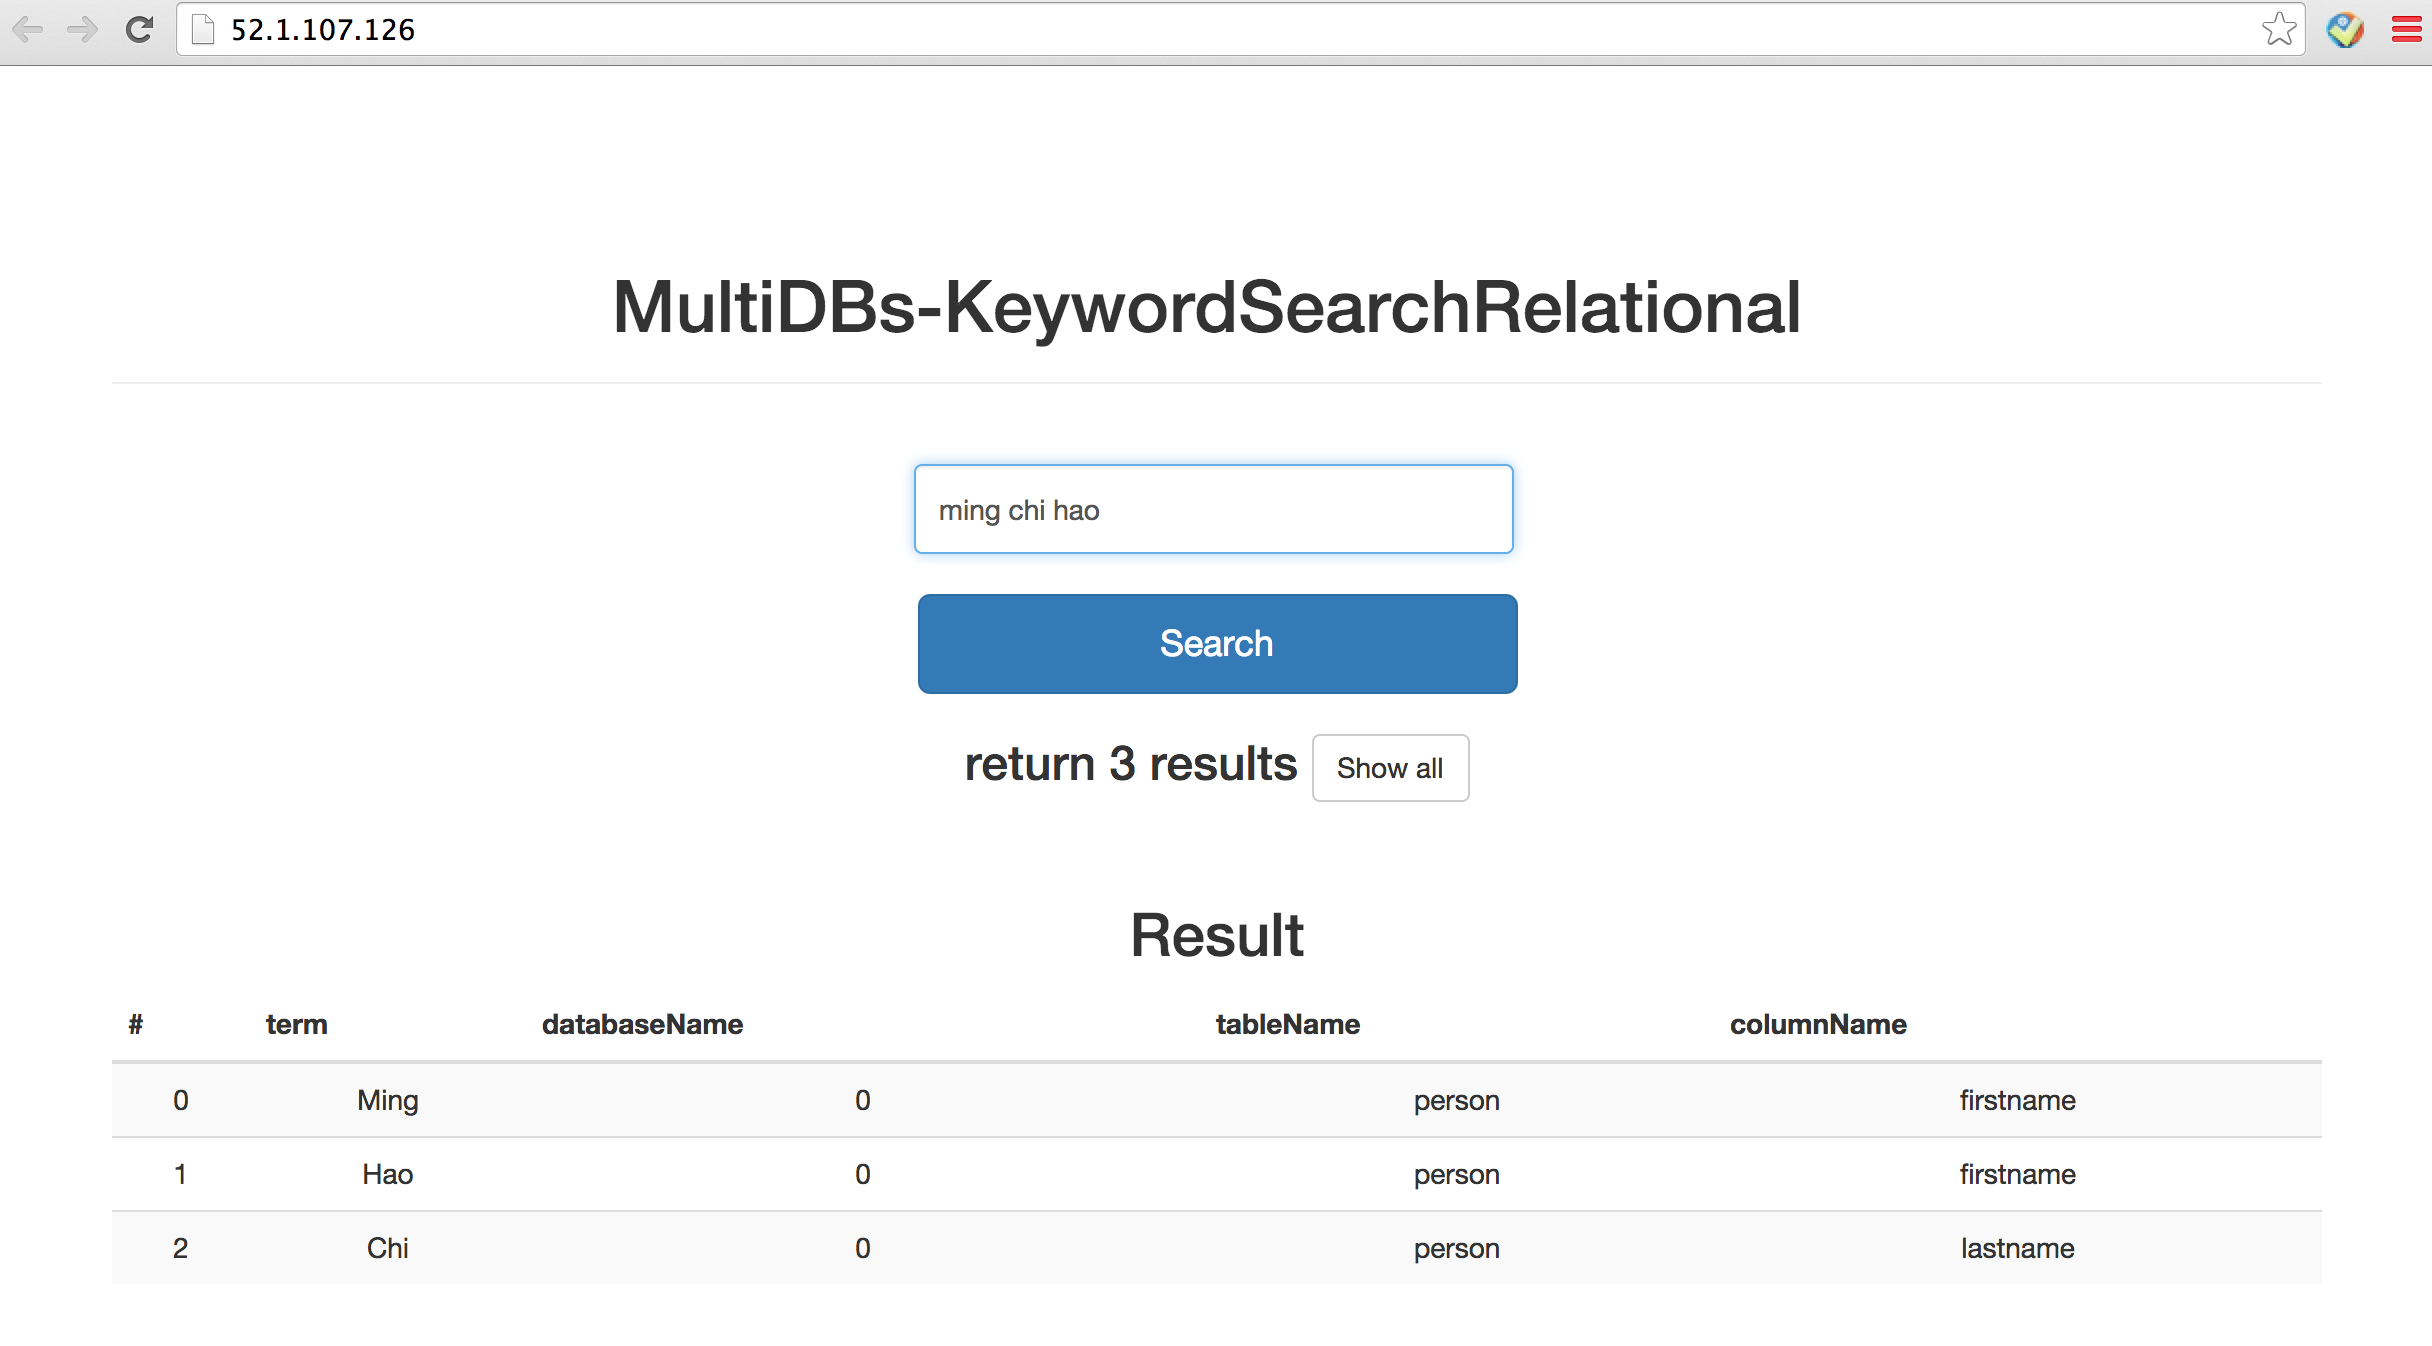 52.1.107.126
MultiDBs-KeywordSearchRelational
ming chi hao
Search
return 3 results Show all
Result
# term databaseName tableName columnName
0 Ming 0 person firstname
1 Hao 0 person firstname
2 Chi 0 person lastname